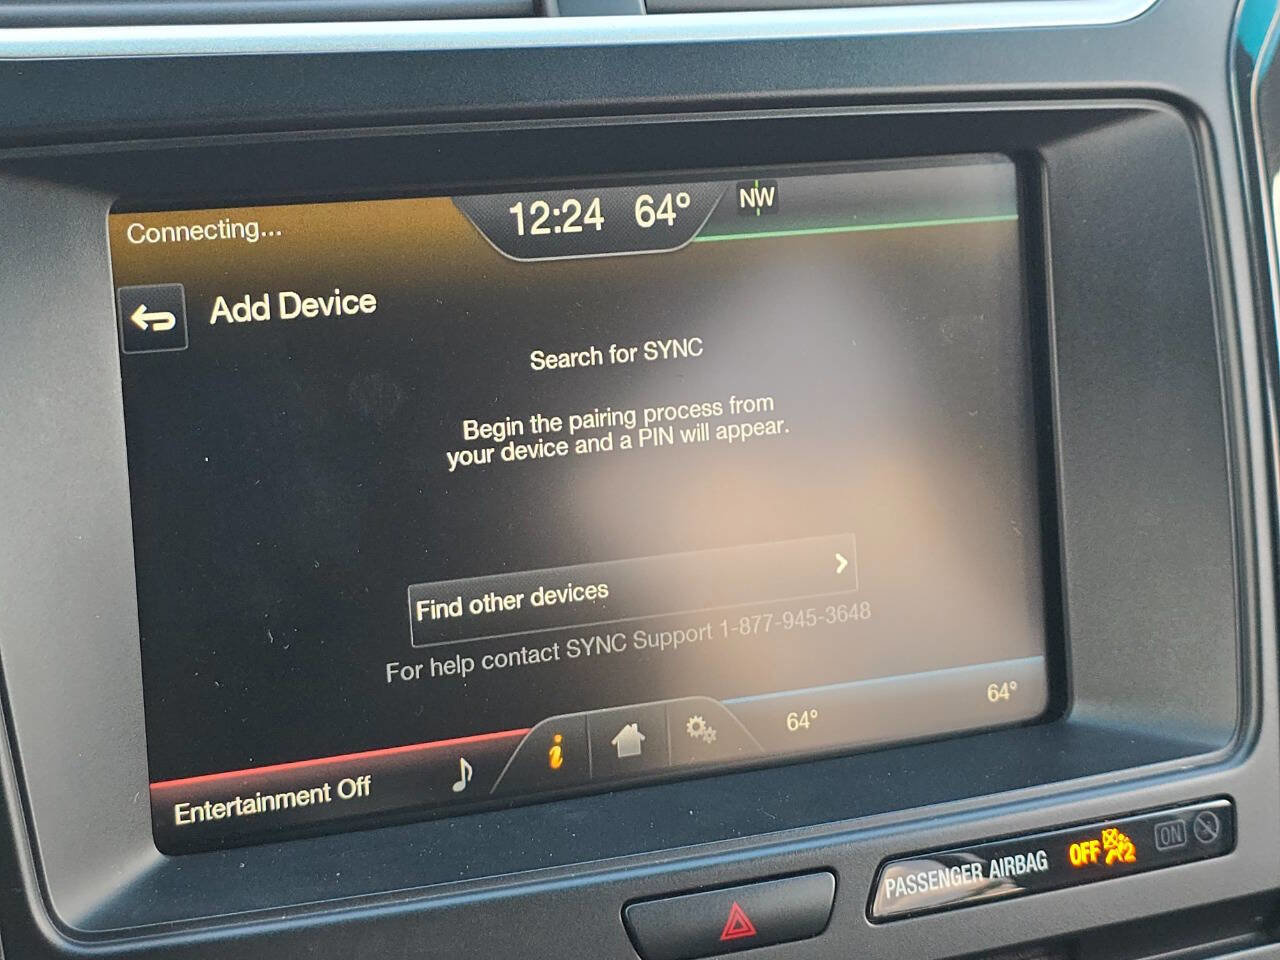 Connecting...
12:24 64°
NW
Add Device
Search for SYNC
Begin the pairing process from
your device and a PIN will appear.
Find other devices
For help contact SYNC Support 1-877-945-3648
64°
64°
Entertainment Off
i
PASSENGER AIRBAG OFF 2 ON